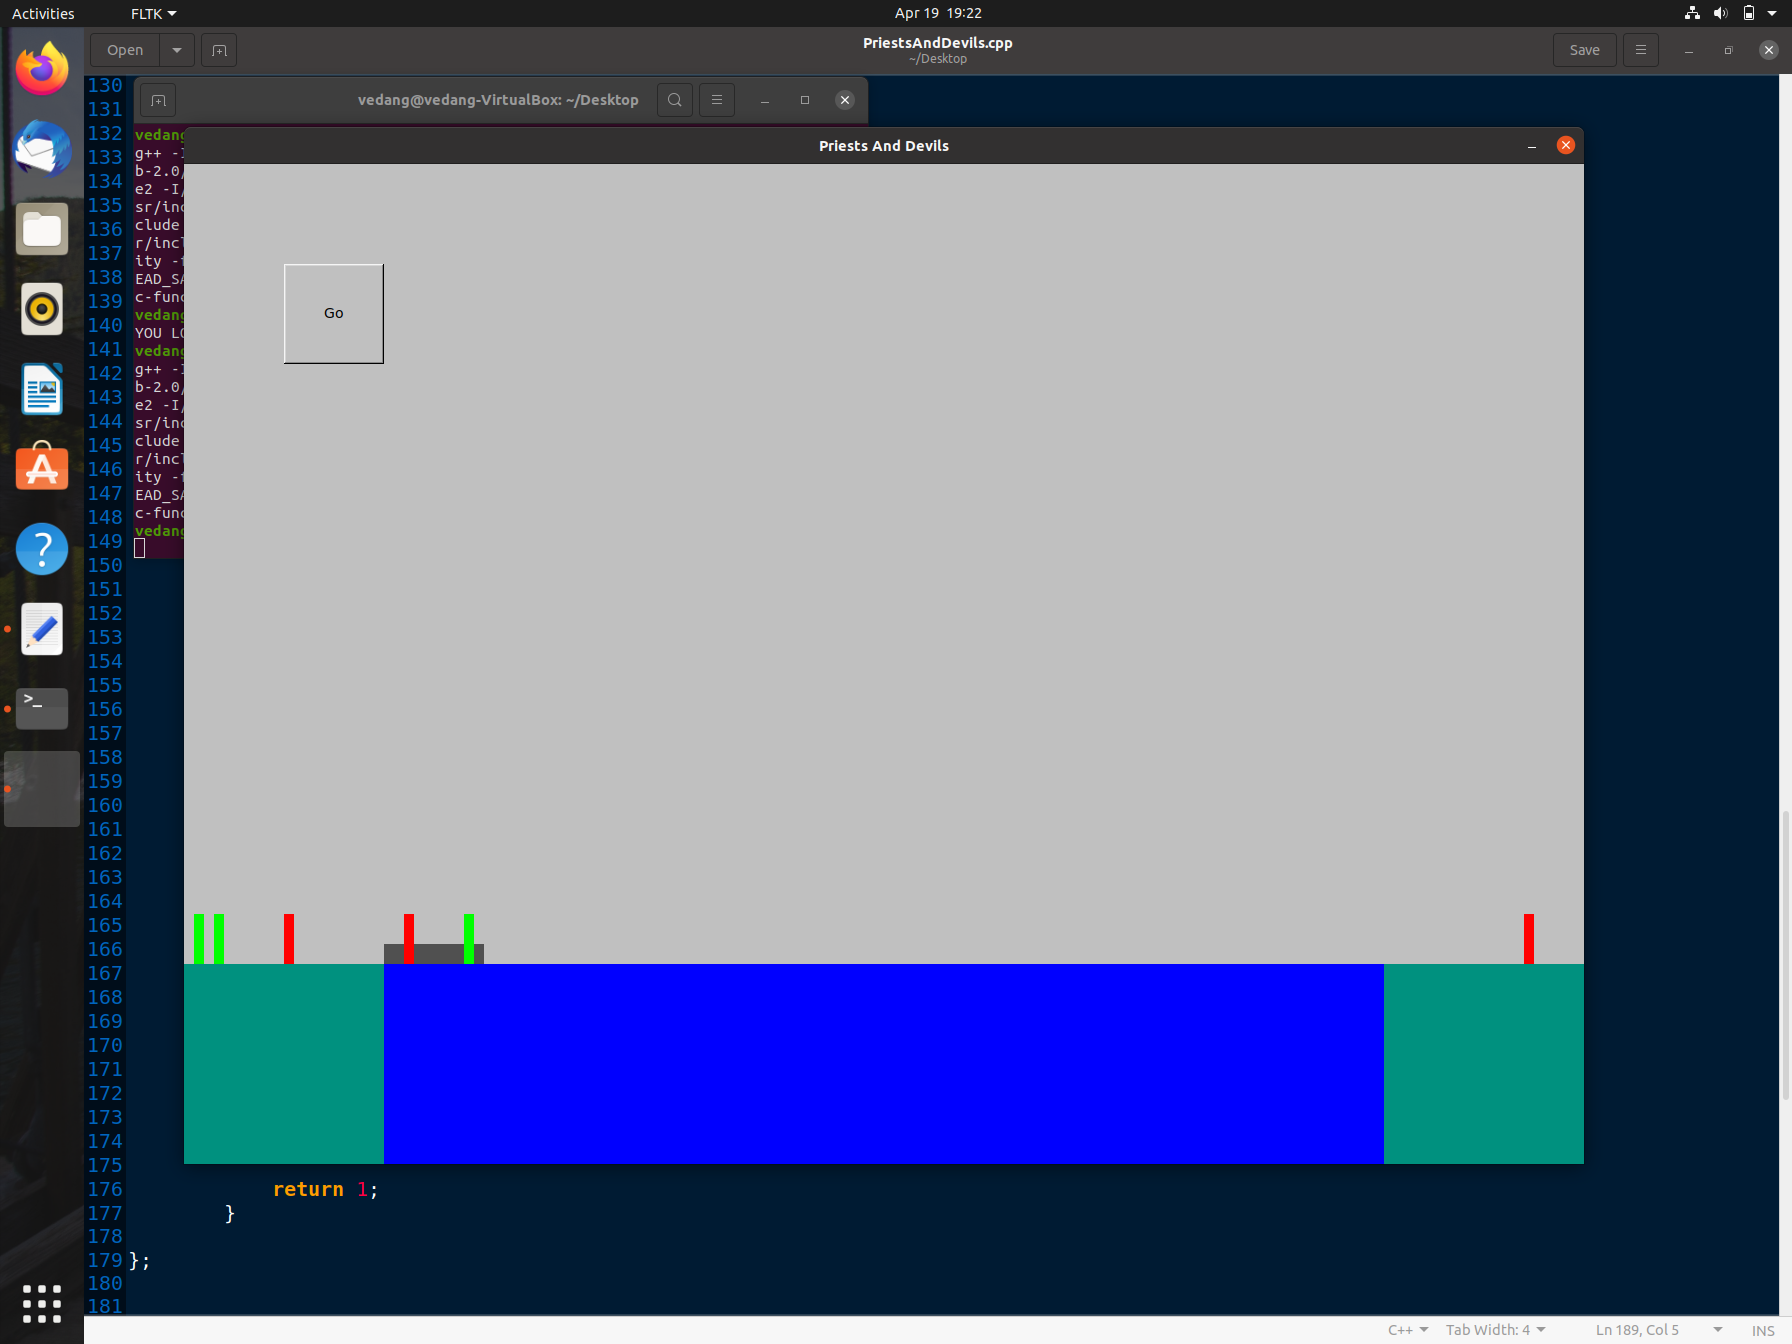 Activities
FLTK
Apr 19 19:22
Open
PriestsAndDevils.cpp
~/Desktop
Save
vedang@vedang-VirtualBox: ~/Desktop
Priests And Devils
Go
130
131
132
133
134
135
136
137
138
139
140
141
142
143
144
145
146
147
148
149
150
151
152
153
154
155
156
157
158
159
160
161
162
163
164
165
166
167
168
169
170
171
172
173
174
175
176 return 1;
177 }
178
179 };
180
181
vedang
g++ -I
b-2.0/
e2 -I/
sr/inc
clude
r/incl
ity -
EAD_SA
c-func
vedang
YOU LO
vedang
g++ -I
b-2.0/
e2 -I/
sr/inc
clude
r/incl
ity -
EAD_SA
c-func
vedang
C++ Tab Width: 4 Ln 189, Col 5 INS